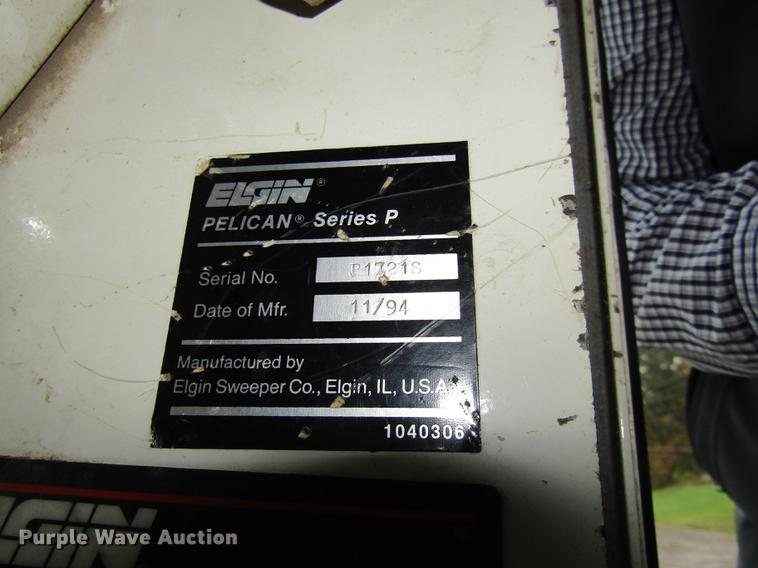 ELGIN®
PELICAN® Series P
Serial No. P1721S
Date of Mfr. 11/94
Manufactured by
Elgin Sweeper Co., Elgin, IL, U.S.A.
1040306
ELGIN
Purple Wave Auction